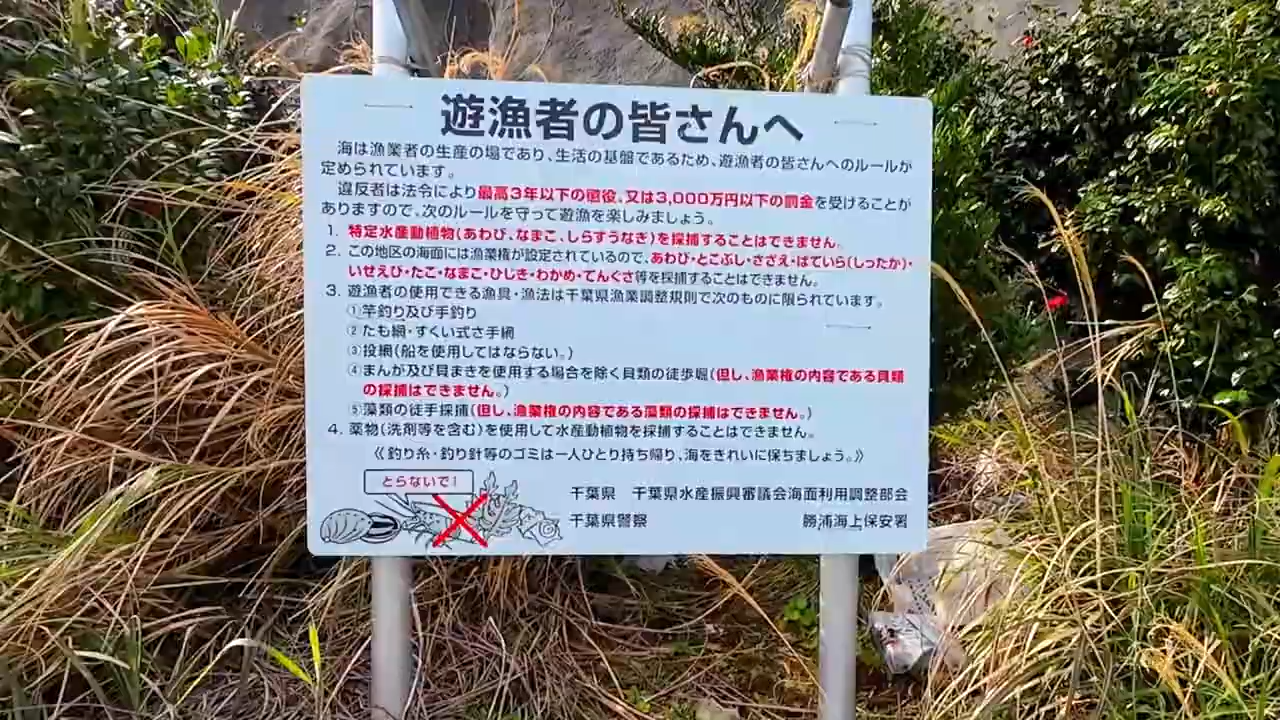 遊漁者の皆さんへ
海は漁業者の生産の場であり、生活の基盤であるため、遊漁者の皆さんへのルールが
定められています。
違反者は法令により最高3年以下の懲役、又は3,000万円以下の罰金を受けることが
ありますので、次のルールを守って遊漁を楽しみましょう。
1. 特定水産動植物(あわび、なまこ、しらすうなぎ)を採捕することはできません。
2. この地区の海面には漁業権が設定されているので、あわび・とこぶし・さざえ・ばていら(しったか)・
いせえび・たこ・なまこ・ひじき・わかめ・てんぐさ等を採捕することはできません。
3. 遊漁者の使用できる漁具・漁法は千葉県漁業調整規則で次のものに限られています。
①竿釣り及び手釣り
②たも網・すくい式さ手網
③投網(船を使用してはならない。)
④まんが及び貝まきを使用する場合を除く貝類の徒歩堀(但し、漁業権の内容である貝類
の採捕はできません。)
⑤藻類の徒手採捕(但し、漁業権の内容である藻類の採捕はできません。)
4. 薬物(洗剤等を含む)を使用して水産動植物を採捕することはできません。
《釣り糸・釣り針等のゴミは一人ひとり持ち帰り、海をきれいに保ちましょう。》
とらないで!
千葉県 千葉県水産振興審議会海面利用調整部会
千葉県警察 勝浦海上保安署